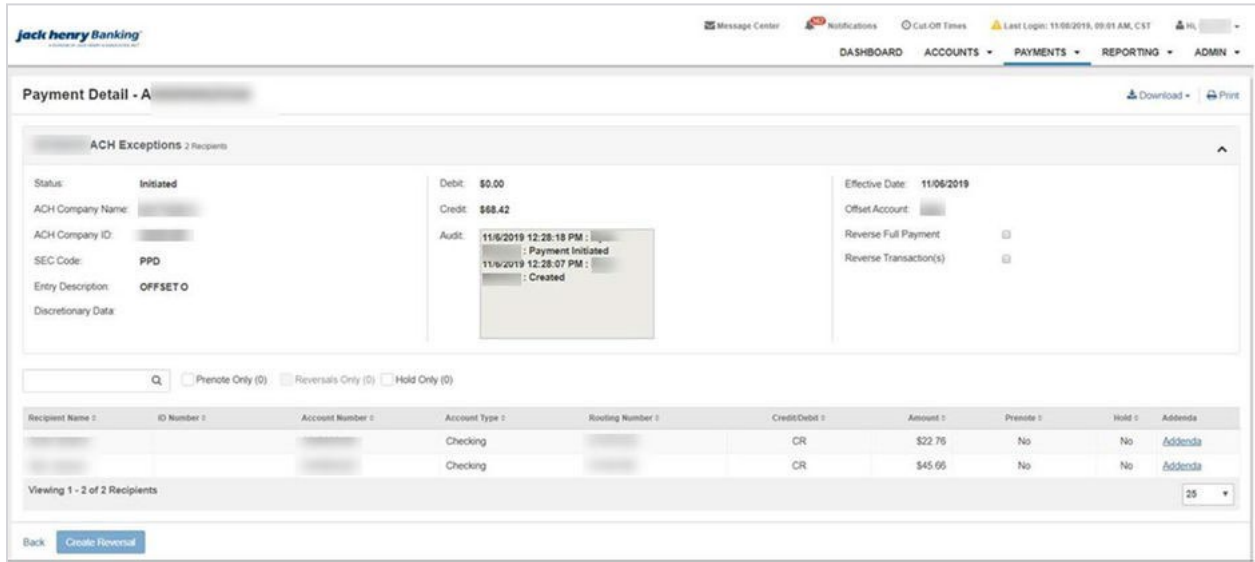 jack henry Banking
Message Center Notifications Cut-Off Times Last Login: 11/08/2019, 09:01 AM, CST Hi,
DASHBOARD ACCOUNTS PAYMENTS REPORTING ADMIN
Payment Detail - A
Download Print
ACH Exceptions 2 Recipients
Status: Initiated Debit: $0.00 Effective Date: 11/06/2019
ACH Company Name: Credit: $68.42 Offset Account:
ACH Company ID: Audit: 11/6/2019 12:28:18 PM : Reverse Full Payment
: Payment Initiated
SEC Code: PPD 11/6/2019 12:28:07 PM : Reverse Transaction(s)
: Created
Entry Description: OFFSET O
Discretionary Data:
Prenote Only (0) Reversals Only (0) Hold Only (0)
Recipient Name ID Number Account Number Account Type Routing Number Credit/Debit Amount Prenote Hold Addenda
Checking CR $22.76 No No Addenda
Checking CR $45.66 No No Addenda
Viewing 1 - 2 of 2 Recipients 25
Back Create Reversal